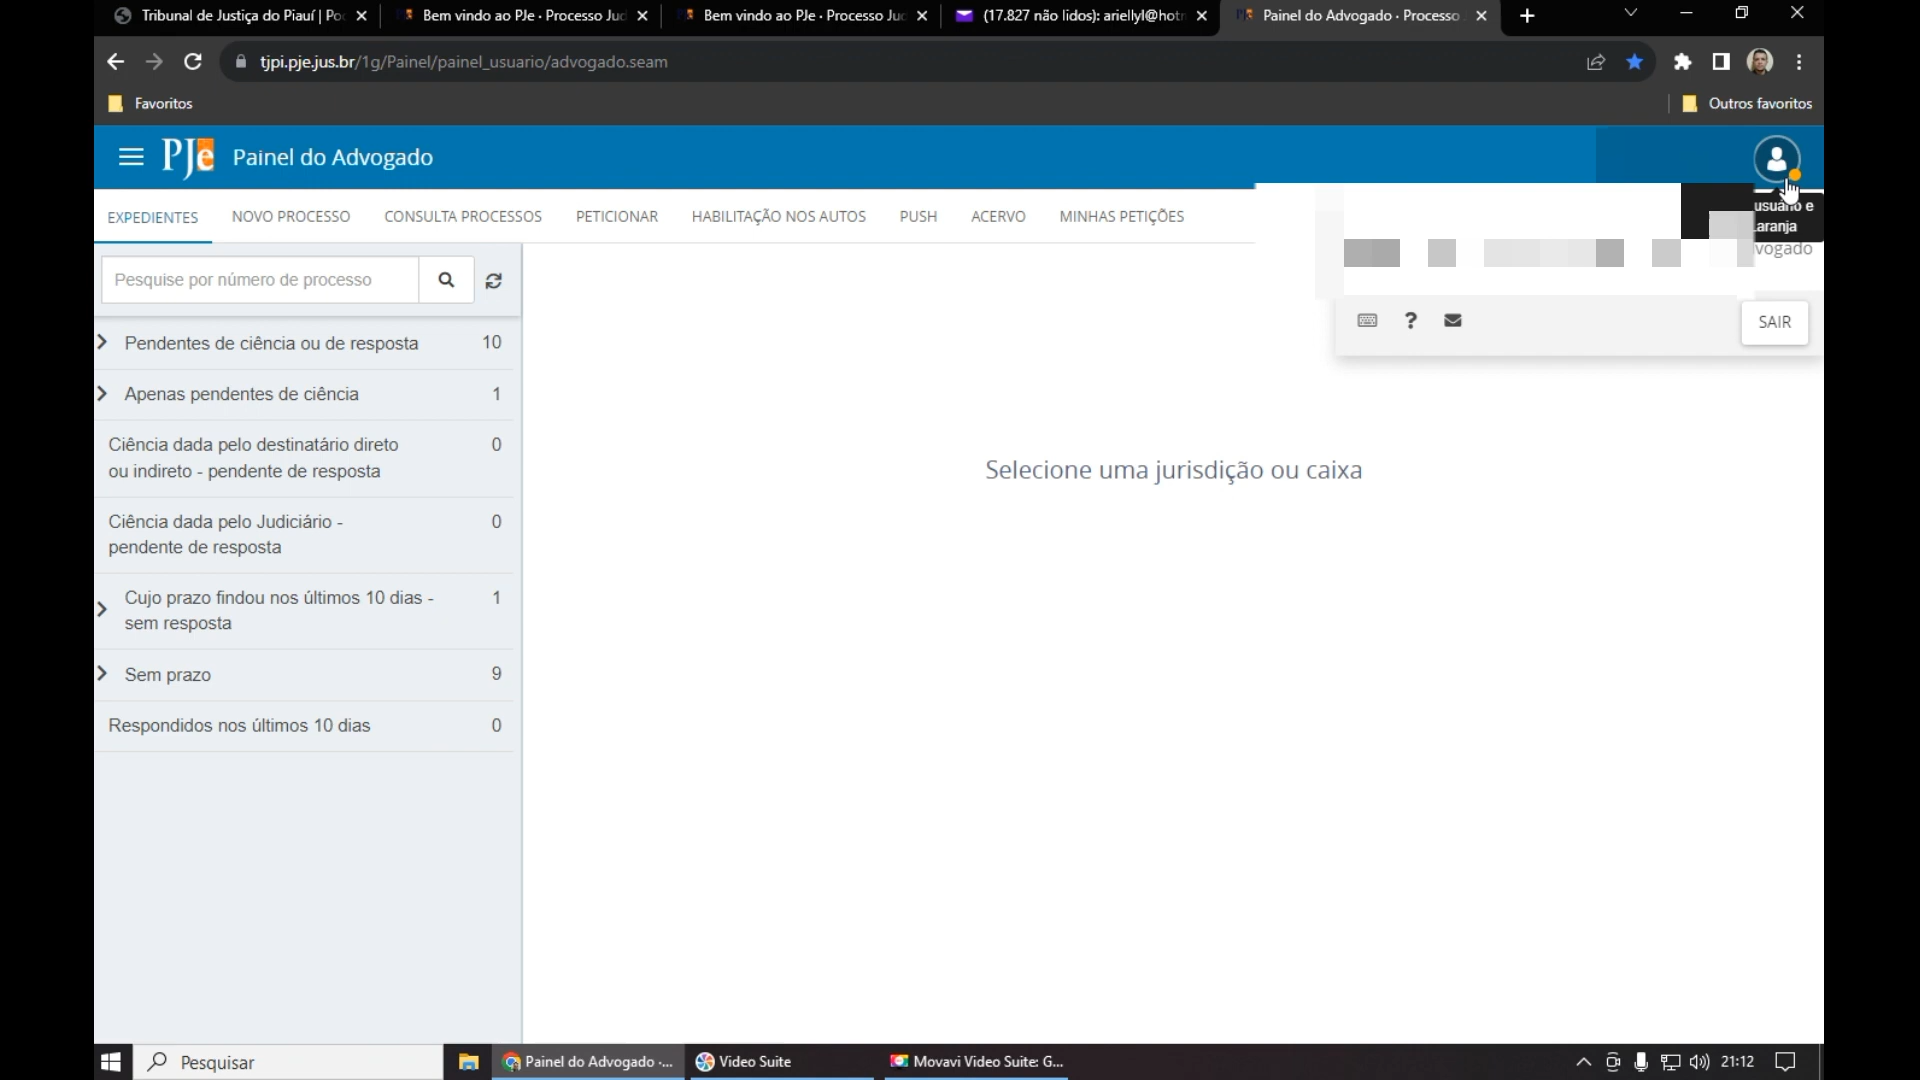 Tribunal de Justiça do Piauí | Po
Bem vindo ao PJe · Processo Jud
Bem vindo ao PJe · Processo Jud
(17.827 não lidos): ariellyl@hotm
Painel do Advogado · Processo
tjpi.pje.jus.br/1g/Painel/painel_usuario/advogado.seam
Favoritos
Outros favoritos
PJe Painel do Advogado
EXPEDIENTES NOVO PROCESSO CONSULTA PROCESSOS PETICIONAR HABILITAÇÃO NOS AUTOS PUSH ACERVO MINHAS PETIÇÕES
usuário e
Laranja
vogado
Pesquise por número de processo
? SAIR
Pendentes de ciência ou de resposta 10
Apenas pendentes de ciência 1
Ciência dada pelo destinatário direto 0
ou indireto - pendente de resposta
Selecione uma jurisdição ou caixa
Ciência dada pelo Judiciário - 0
pendente de resposta
Cujo prazo findou nos últimos 10 dias - 1
sem resposta
Sem prazo 9
Respondidos nos últimos 10 dias 0
Pesquisar
Painel do Advogado ·...
Video Suite
Movavi Video Suite: G...
21:12